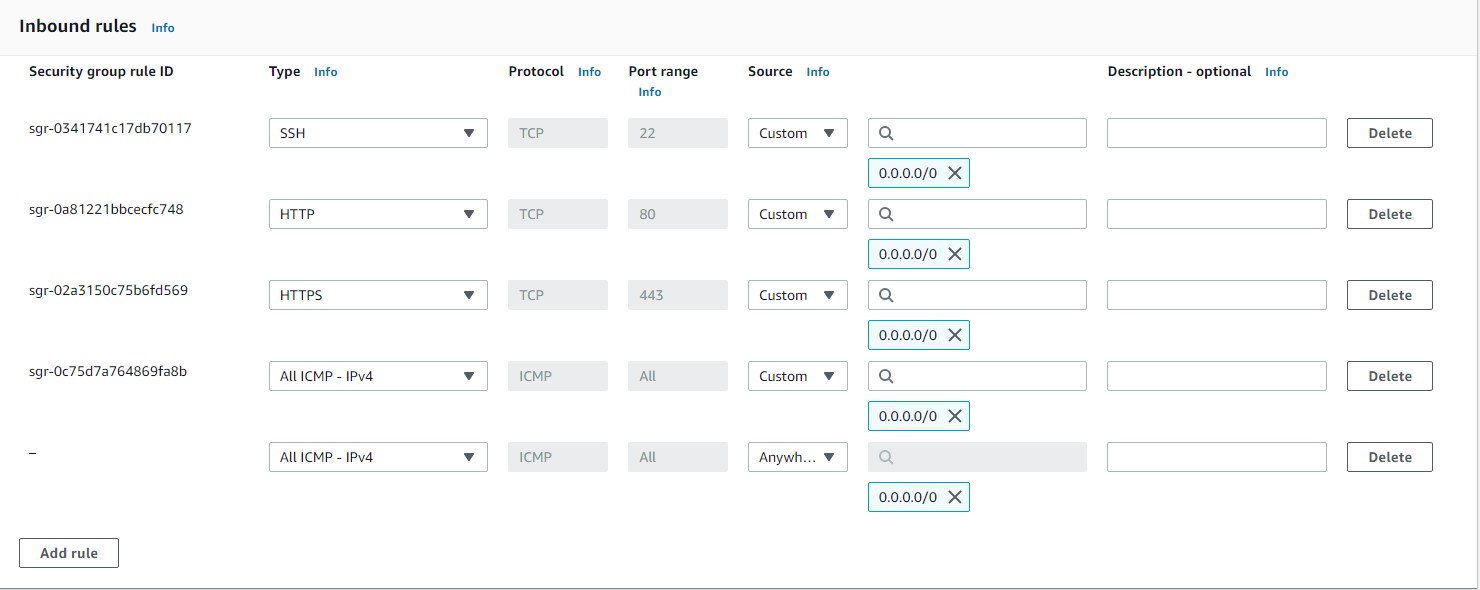 Inbound rules Info
Security group rule ID Type Info Protocol Info Port range Source Info Description - optional Info
Info
sgr-0341741c17db70117 SSH TCP 22 Custom Delete
0.0.0.0/0
sgr-0a81221bbcecfc748 HTTP TCP 80 Custom Delete
0.0.0.0/0
sgr-02a3150c75b6fd569 HTTPS TCP 443 Custom Delete
0.0.0.0/0
sgr-0c75d7a764869fa8b All ICMP - IPv4 ICMP All Custom Delete
0.0.0.0/0
– All ICMP - IPv4 ICMP All Anywh... Delete
0.0.0.0/0
Add rule